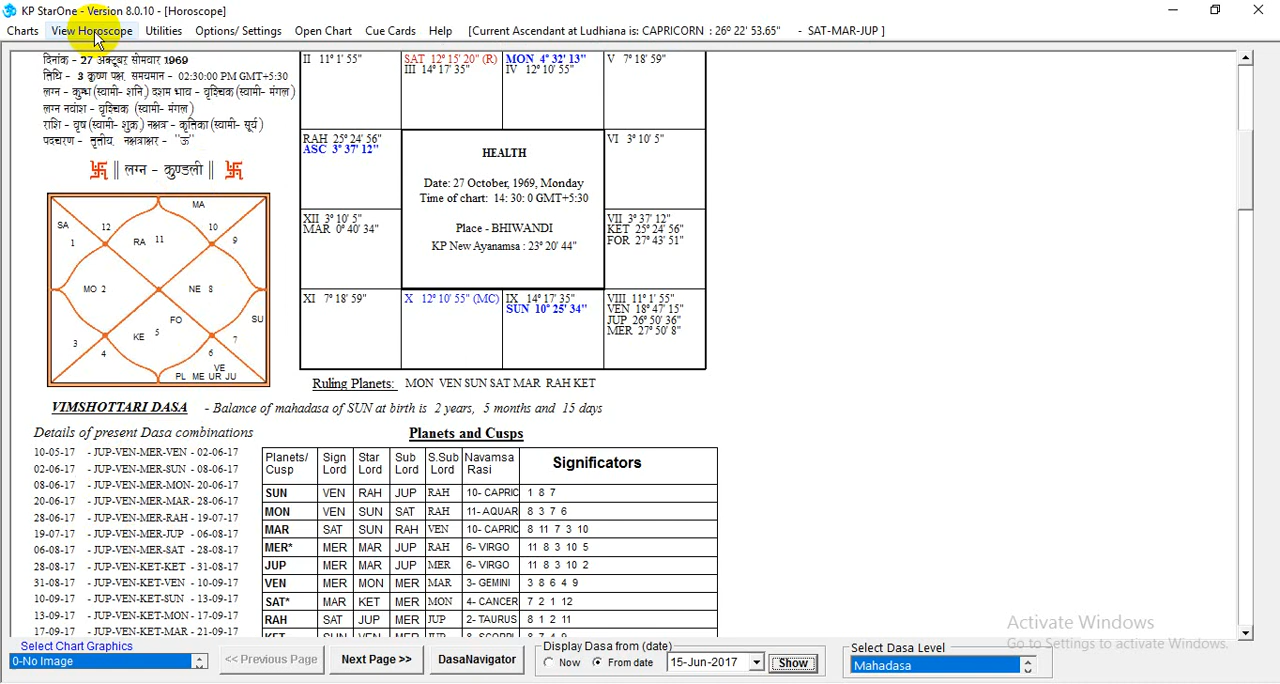 KP StarOne - Version 8.0.10 - [Horoscope]
Charts View Horoscope Utilities Options/ Settings Open Chart Cue Cards Help [Current Ascendant at Ludhiana is: CAPRICORN : 26° 22' 53.65" - SAT-MAR-JUP ]
दिनांक - 27 अक्टूबर सोमवार 1969
तिथि - 3 कृष्ण पक्ष, समयमान - 02:30:00 PM GMT+5:30
लग्न - कुम्भ (स्वामी- शनि) दशम भाव - वृश्चिक (स्वामी- मंगल)
लग्न नवांश - वृश्चिक (स्वामी- मंगल)
राशि - वृष (स्वामी- शुक्र) नक्षत्र - कृतिका (स्वामी- सूर्य)
पदचरण - तृतीय, नक्षत्राक्षर - "ऊ"
卐 || लग्न - कुण्डली || 卐
MA
SA 12 10
1 RA 11 9
MO 2 NE 8
FO SU
KE 5
3 7
4 6
VE
PL ME UR JU
II 11° 1' 55"
SAT 12° 15' 20" (R)
III 14° 17' 35"
MON 4° 32' 13"
IV 12° 10' 55"
V 7° 18' 59"
RAH 25° 24' 56"
ASC 3° 37' 12"
VI 3° 10' 5"
HEALTH
Date: 27 October, 1969, Monday
Time of chart: 14: 30: 0 GMT+5:30
Place - BHIWANDI
KP New Ayanamsa : 23° 20' 44"
XII 3° 10' 5"
MAR 0° 40' 34"
VII 3° 37' 12"
KET 25° 24' 56"
FOR 27° 43' 51"
XI 7° 18' 59"
X 12° 10' 55" (MC)
IX 14° 17' 35"
SUN 10° 25' 34"
VIII 11° 1' 55"
VEN 18° 47' 15"
JUP 26° 50' 36"
MER 27° 50' 8"
Ruling Planets: MON VEN SUN SAT MAR RAH KET
VIMSHOTTARI DASA - Balance of mahadasa of SUN at birth is 2 years, 5 months and 15 days
Details of present Dasa combinations
10-05-17 - JUP-VEN-MER-VEN - 02-06-17
02-06-17 - JUP-VEN-MER-SUN - 08-06-17
08-06-17 - JUP-VEN-MER-MON- 20-06-17
20-06-17 - JUP-VEN-MER-MAR- 28-06-17
28-06-17 - JUP-VEN-MER-RAH - 19-07-17
19-07-17 - JUP-VEN-MER-JUP - 06-08-17
06-08-17 - JUP-VEN-MER-SAT - 28-08-17
28-08-17 - JUP-VEN-KET-KET - 31-08-17
31-08-17 - JUP-VEN-KET-VEN - 10-09-17
10-09-17 - JUP-VEN-KET-SUN - 13-09-17
13-09-17 - JUP-VEN-KET-MON - 17-09-17
17-09-17 - JUP-VEN-KET-MAR - 21-09-17
Planets and Cusps
Planets/ Cusp Sign Lord Star Lord Sub Lord S.Sub Lord Navamsa Rasi Significators
SUN VEN RAH JUP RAH 10- CAPRIC 1 8 7
MON VEN SUN SAT RAH 11- AQUAR 8 3 7 6
MAR SAT SUN RAH VEN 10- CAPRIC 8 11 7 3 10
MER* MER MAR JUP RAH 6- VIRGO 11 8 3 10 5
JUP MER MAR JUP MER 6- VIRGO 11 8 3 10 2
VEN MER MON MER MAR 3- GEMINI 3 8 6 4 9
SAT* MAR KET MER MON 4- CANCER 7 2 1 12
RAH SAT JUP MER JUP 2- TAURUS 8 1 2 11
KET SUN VEN MER JUP 8- SCORPI 8 7 4 9
Activate Windows
Go to Settings to activate Windows.
Select Chart Graphics
0-No Image
<< Previous Page Next Page >> DasaNavigator
Display Dasa from (date)
Now From date 15-Jun-2017 Show
Select Dasa Level
Mahadasa